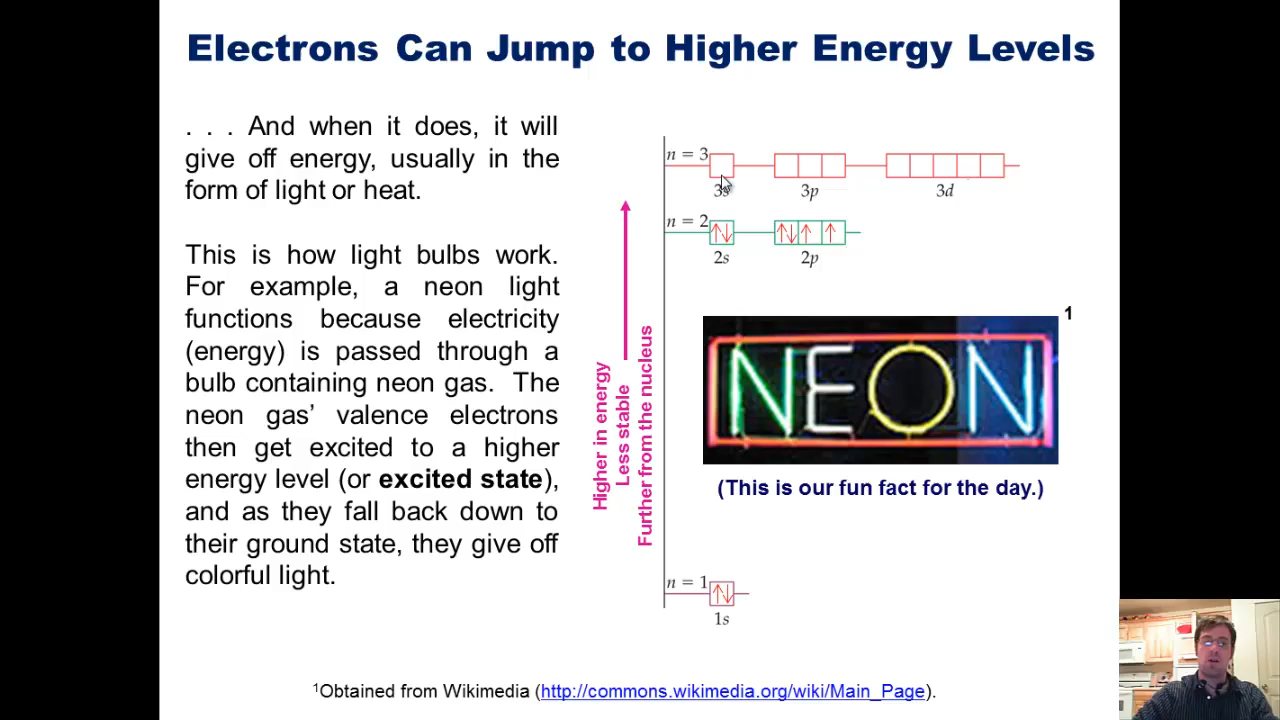 Electrons Can Jump to Higher Energy Levels
. . . And when it does, it will
give off energy, usually in the
form of light or heat.
This is how light bulbs work.
For example, a neon light
functions because electricity
(energy) is passed through a
bulb containing neon gas. The
neon gas’ valence electrons
then get excited to a higher
energy level (or excited state),
and as they fall back down to
their ground state, they give off
colorful light.
Higher in energy
Less stable
Further from the nucleus
n = 3
3s 3p 3d
n = 2
2s 2p
1
NEON
(This is our fun fact for the day.)
n = 1
1s
1Obtained from Wikimedia (http://commons.wikimedia.org/wiki/Main_Page).